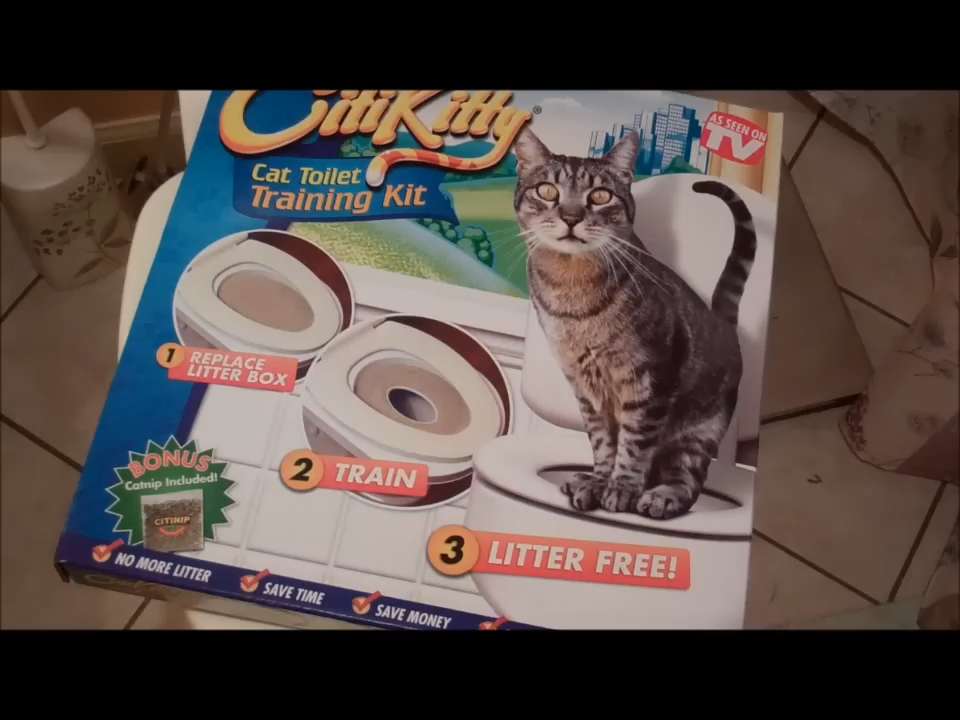 CitiKitty®
Cat Toilet
Training Kit
AS SEEN ON
TV
1 REPLACE
LITTER BOX
2 TRAIN
3 LITTER FREE!
BONUS
Catnip Included!
CITINIP
NO MORE LITTER
SAVE TIME
SAVE MONEY